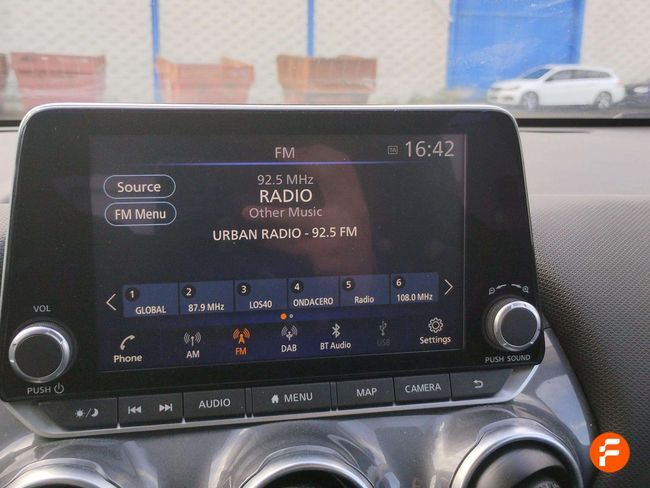 FM
TA 16:42
Source
92.5 MHz
RADIO
FM Menu
Other Music
URBAN RADIO - 92.5 FM
1 GLOBAL
2 87.9 MHz
3 LOS40
4 ONDACERO
5 Radio
6 108.0 MHz
Phone
AM
FM
DAB
BT Audio
USB
Settings
VOL
PUSH
PUSH SOUND
AUDIO
MENU
MAP
CAMERA